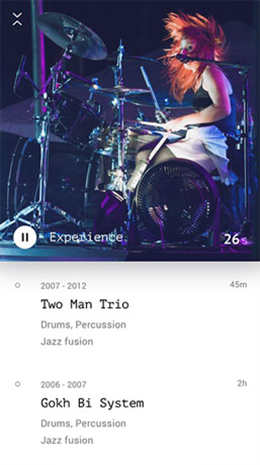 Experience
26s
2007 - 2012
45m
Two Man Trio
Drums, Percussion
Jazz fusion
2006 - 2007
2h
Gokh Bi System
Drums, Percussion
Jazz fusion